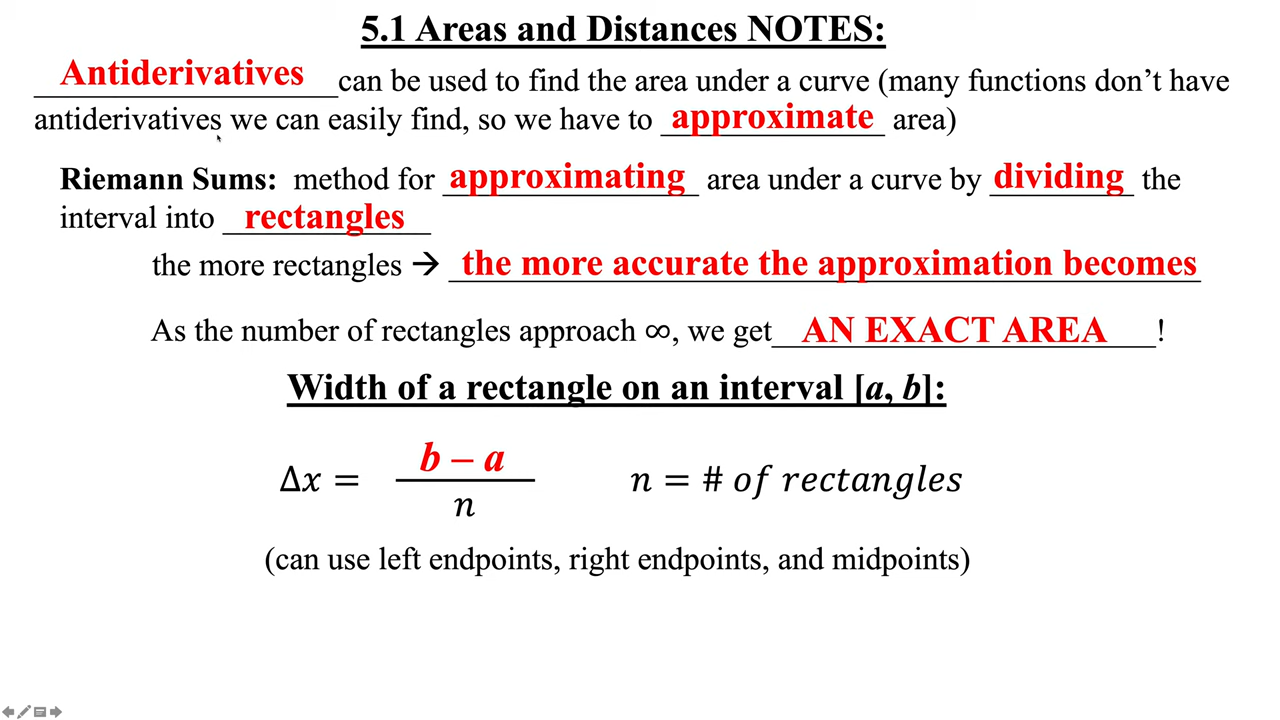 5.1 Areas and Distances NOTES:
Antiderivatives can be used to find the area under a curve (many functions don’t have
antiderivatives we can easily find, so we have to approximate area)
Riemann Sums: method for approximating area under a curve by dividing the
interval into rectangles
the more rectangles → the more accurate the approximation becomes
As the number of rectangles approach ∞, we get AN EXACT AREA !
Width of a rectangle on an interval [a, b]:
b – a
Δx = n = # of rectangles
n
(can use left endpoints, right endpoints, and midpoints)